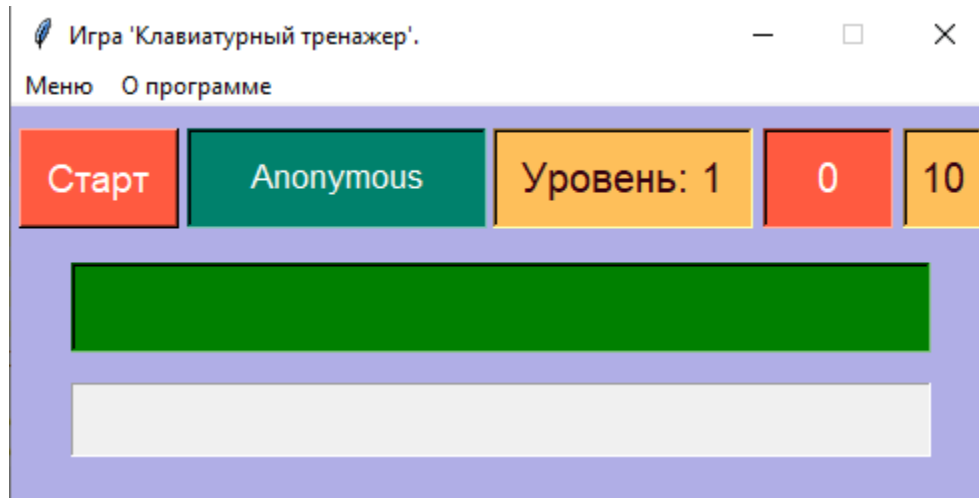 Игра 'Клавиатурный тренажер'.
Меню О программе
Старт Anonymous Уровень: 1 0 10